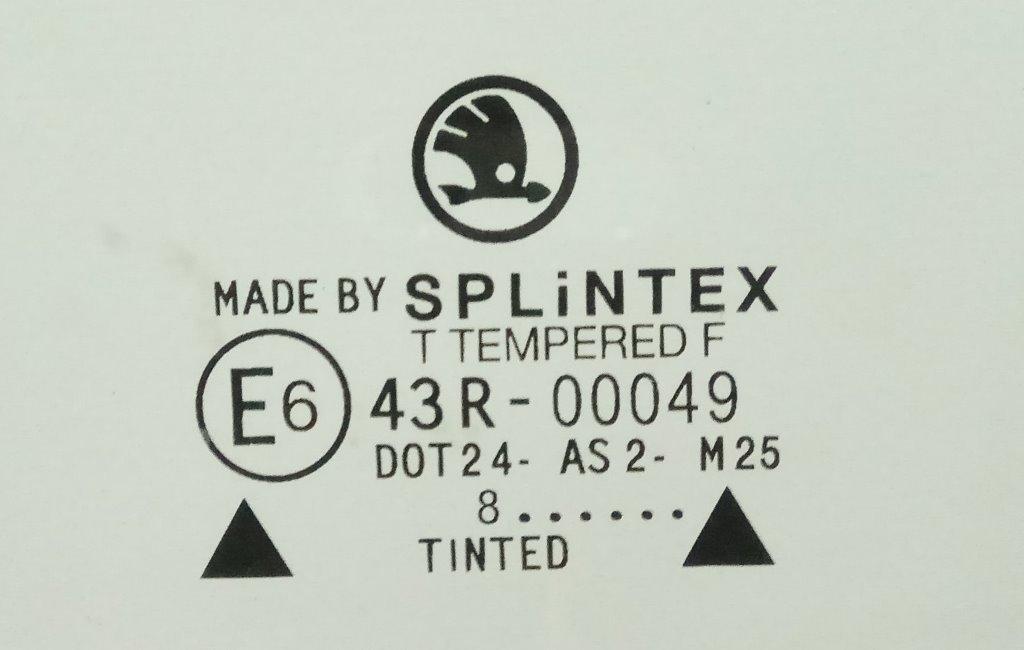 MADE BY SPLiNTEX
T TEMPERED F
E6 43R-00049
DOT24- AS2- M25
8......
TINTED